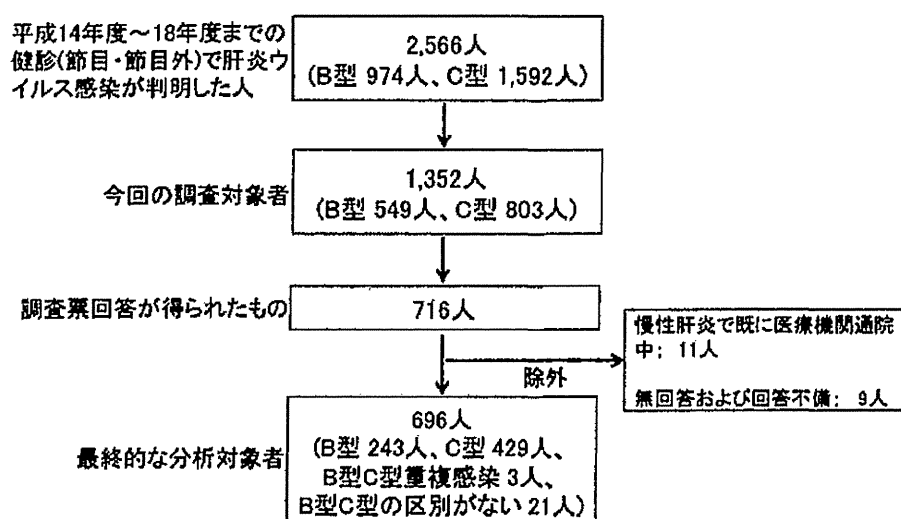 平成14年度～18年度までの
健診(節目・節目外)で肝炎ウ
イルス感染が判明した人
2,566人
(B型 974人、C型 1,592人)
今回の調査対象者
1,352人
(B型 549人、C型 803人)
調査票回答が得られたもの
716人
除外
慢性肝炎で既に医療機関通院
中; 11人
無回答および回答不備; 9人
最終的な分析対象者
696人
(B型 243人、C型 429人、
B型C型重複感染 3人、
B型C型の区別がない 21人)